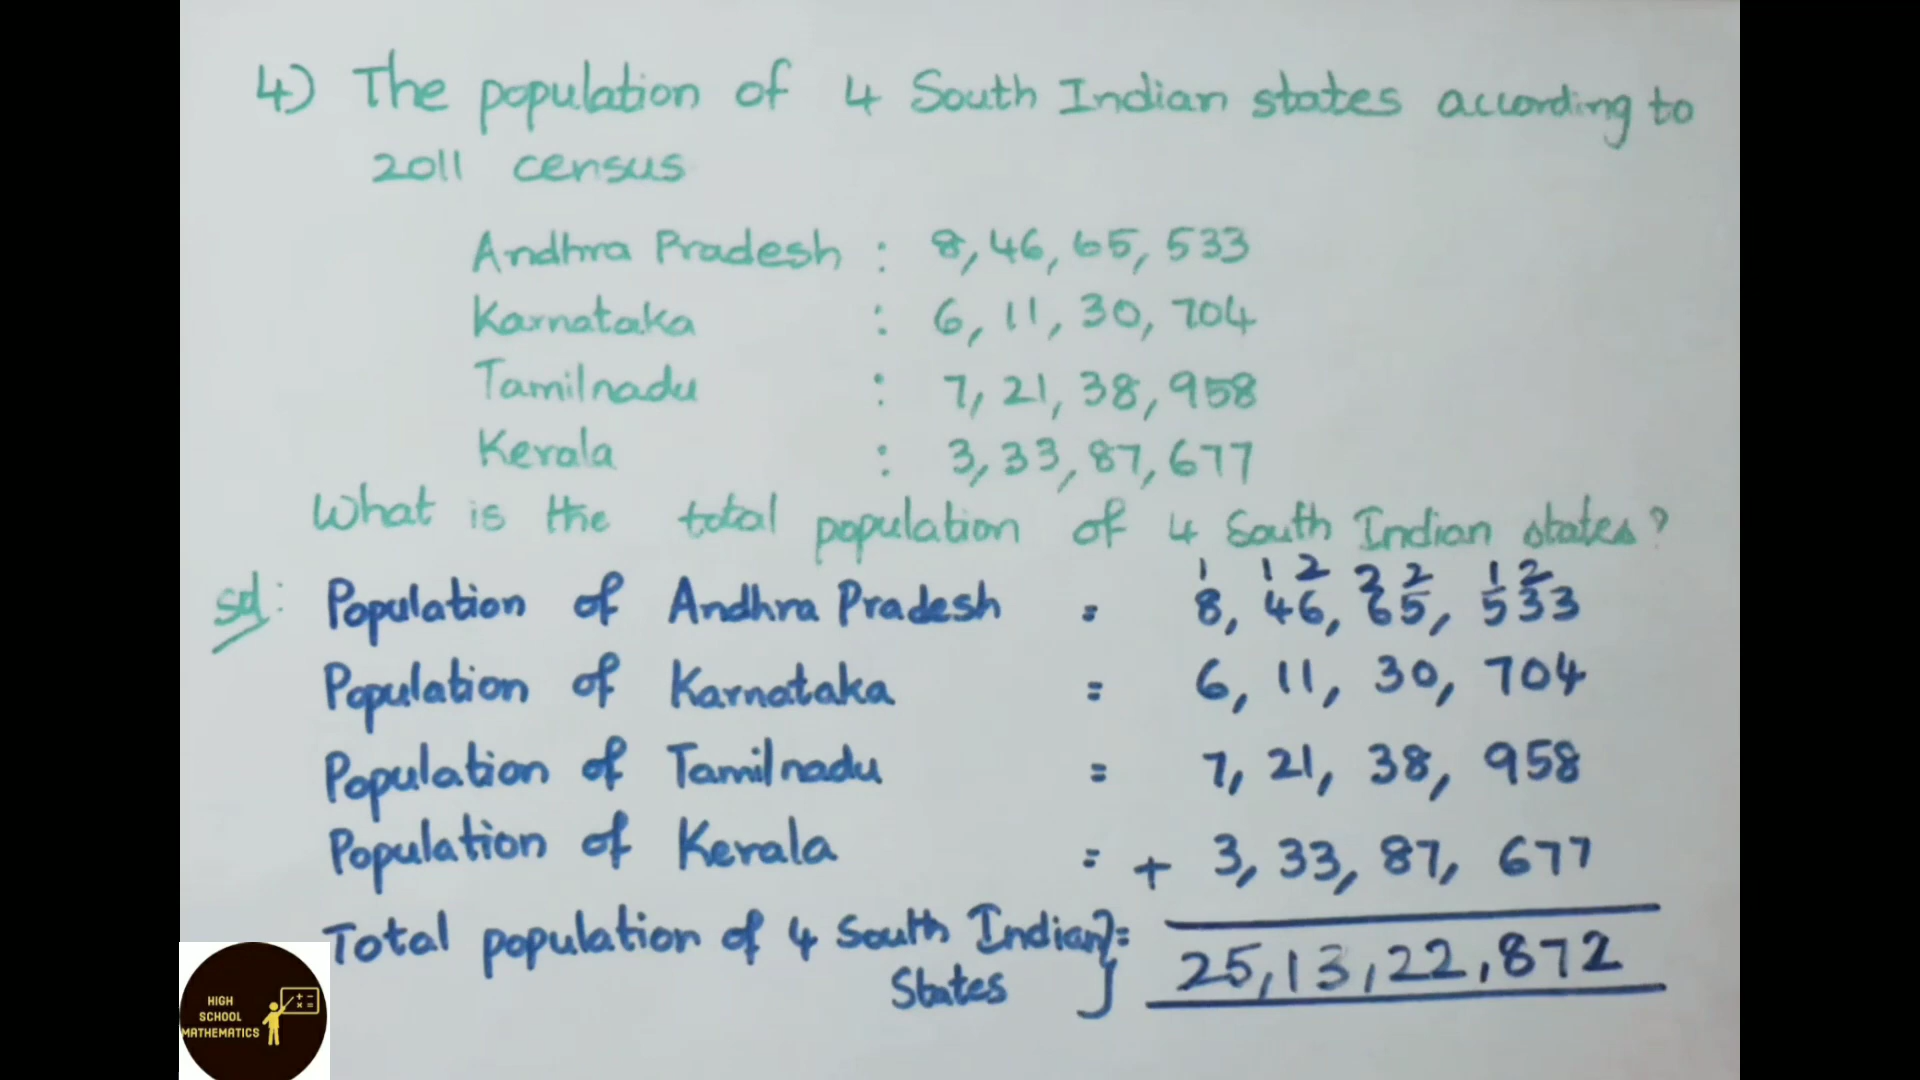 4) The population of 4 South Indian states according to
2011 census
Andhra Pradesh : 8,46,65,533
Karnataka : 6,11,30,704
Tamilnadu : 7,21,38,958
Kerala : 3,33,87,677
What is the total population of 4 South Indian states?
1 1 2 2 2 1 2
Sol: Population of Andhra Pradesh = 8,46,65,533
Population of Karnataka = 6,11,30,704
Population of Tamilnadu = 7,21,38,958
Population of Kerala = + 3,33,87,677
Total population of 4 South Indian } = 25,13,22,872
States
HIGH
SCHOOL
MATHEMATICS
+ -
× =